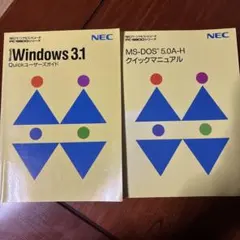 NEC
Windows 3.1
Quickユーザーズガイド
NEC
MS-DOS 5.0A-H
クイックマニュアル